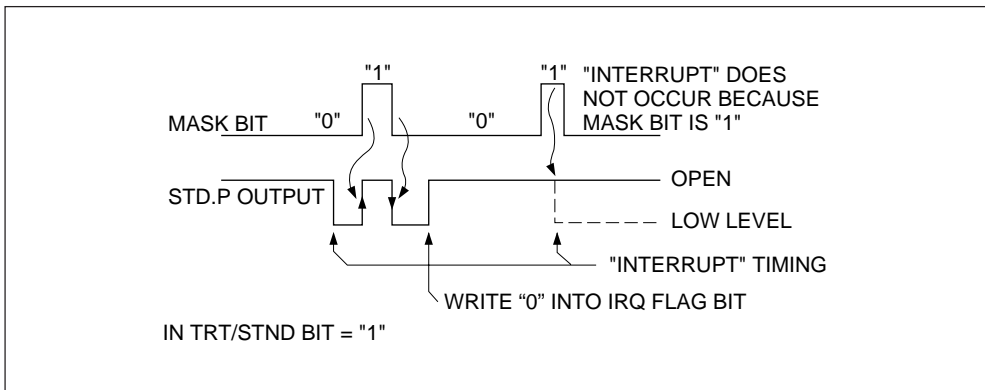 "1"
"1"
"INTERRUPT" DOES
NOT OCCUR BECAUSE
MASK BIT IS "1"
MASK BIT
"0"
"0"
STD.P OUTPUT
OPEN
LOW LEVEL
"INTERRUPT" TIMING
WRITE “0” INTO IRQ FLAG BIT
IN TRT/STND BIT = "1"